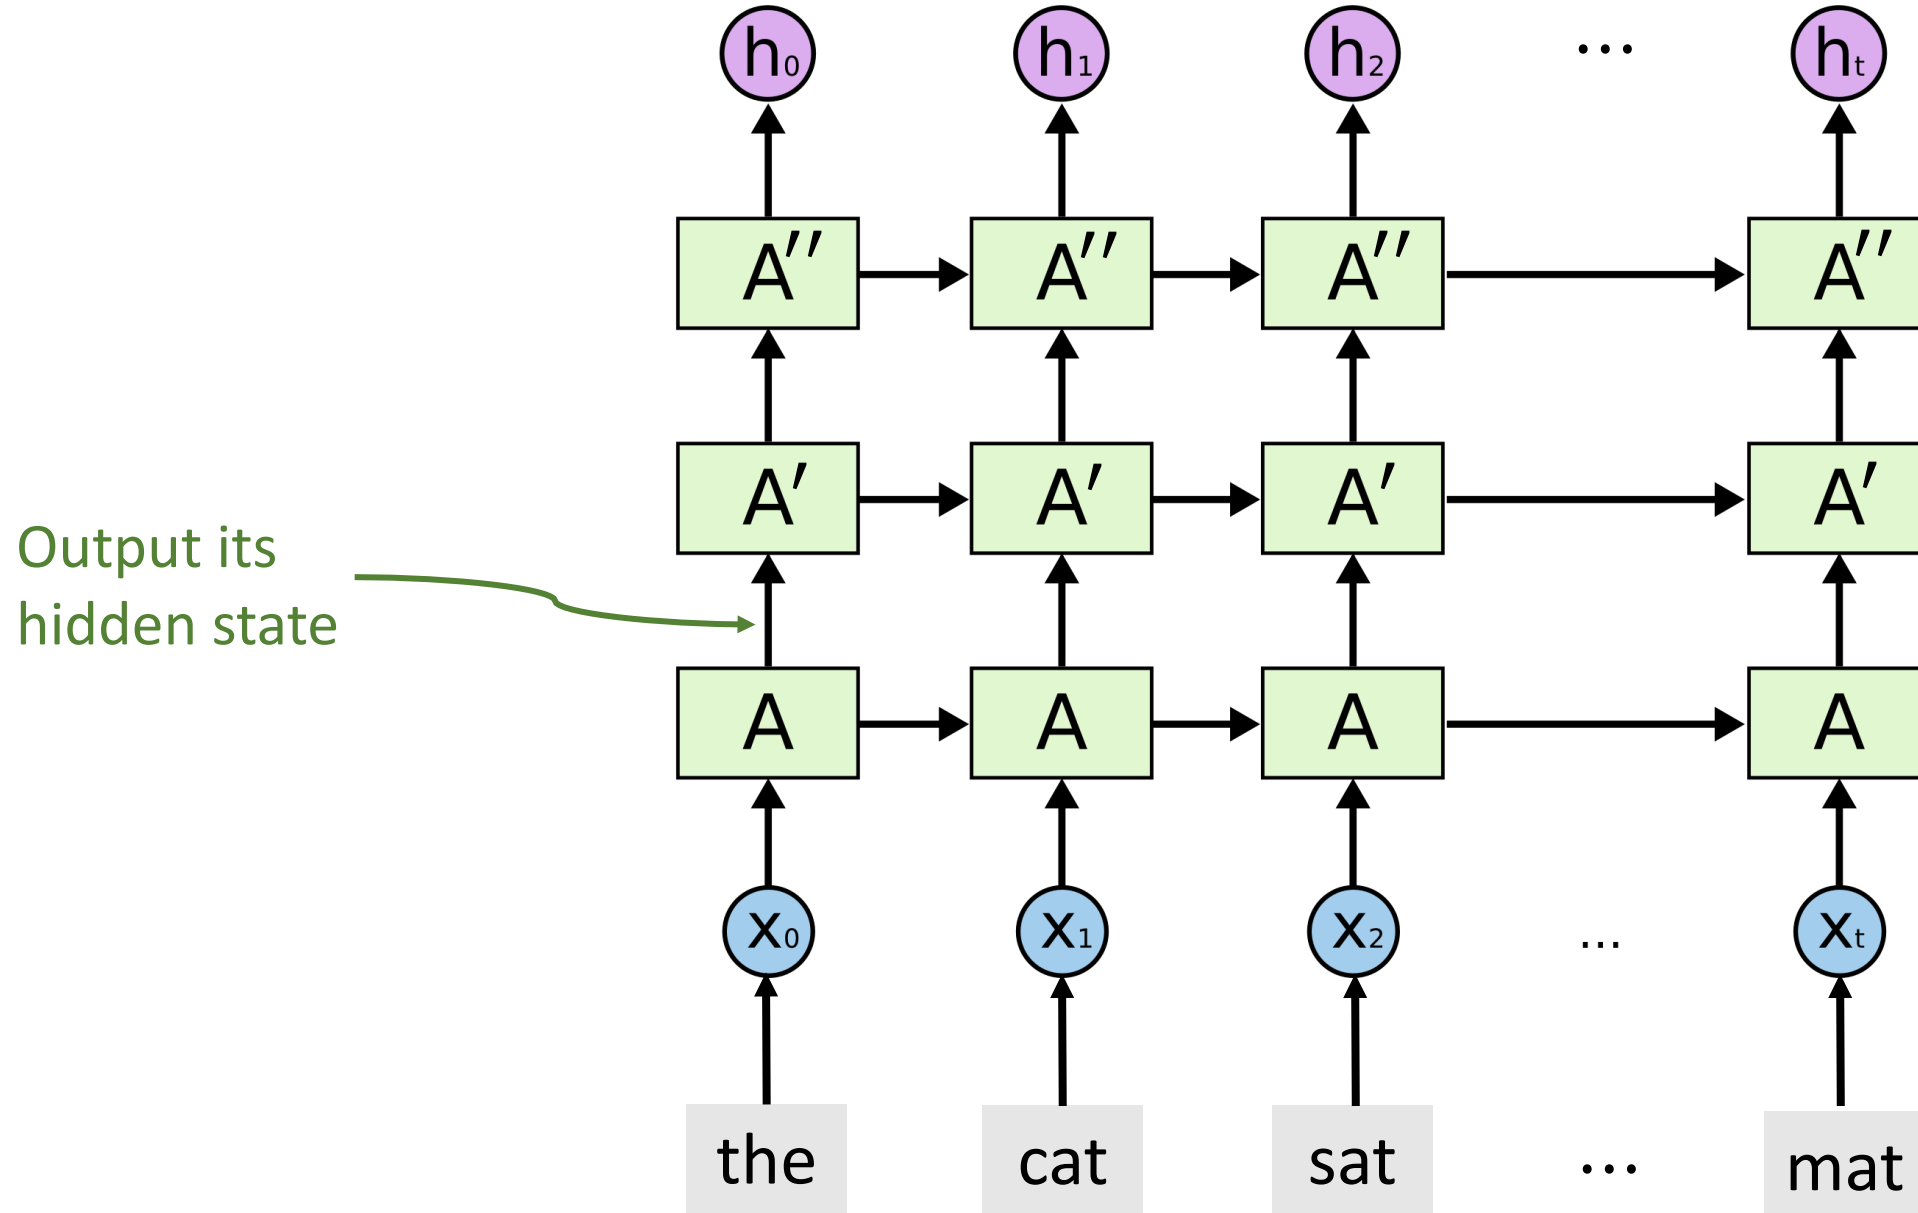 h₀ h₁ h₂ ... hₜ
A′′ A′′ A′′ A′′
A′ A′ A′ A′
Output its
hidden state
A A A A
x₀ x₁ x₂ ... xₜ
the cat sat ... mat